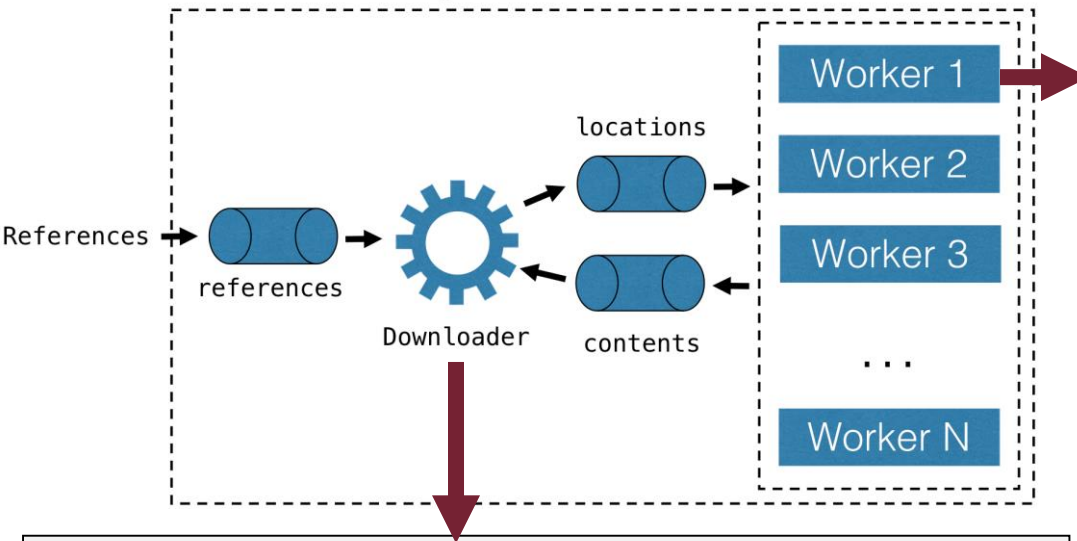 References
references
Downloader
locations
contents
Worker 1
Worker 2
Worker 3
...
Worker N